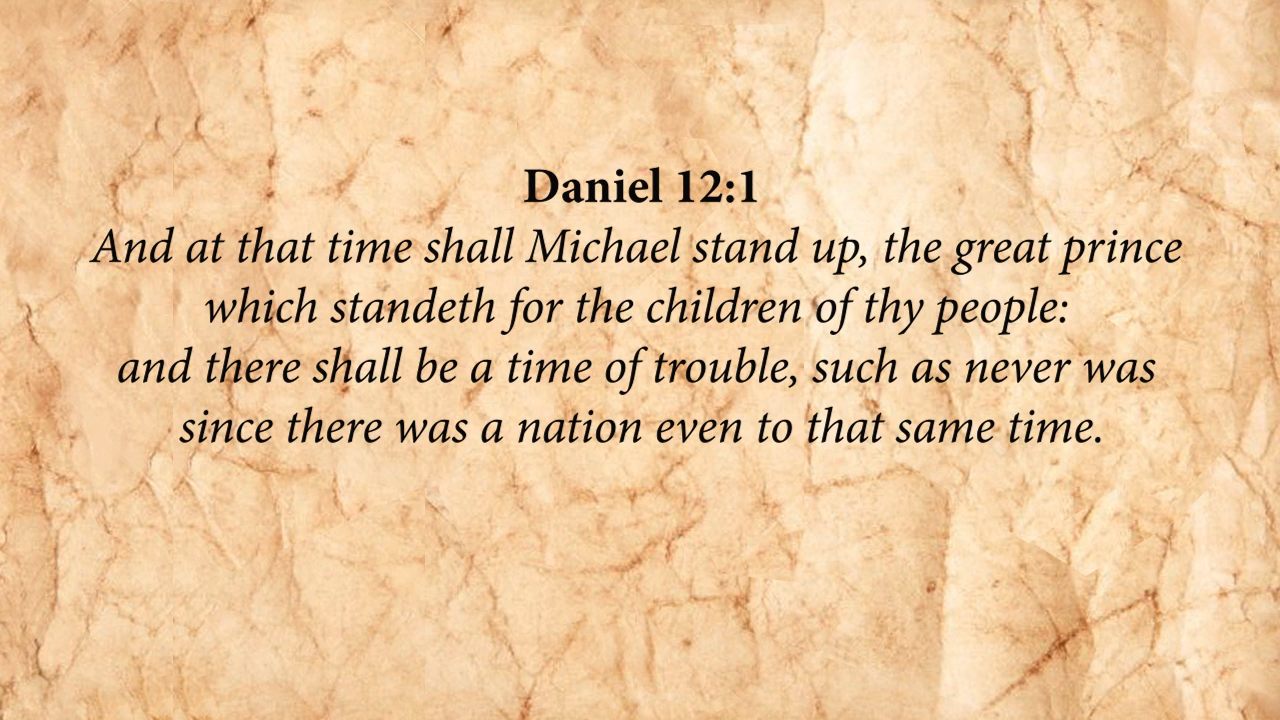 Daniel 12:1
And at that time shall Michael stand up, the great prince
which standeth for the children of thy people:
and there shall be a time of trouble, such as never was
since there was a nation even to that same time.